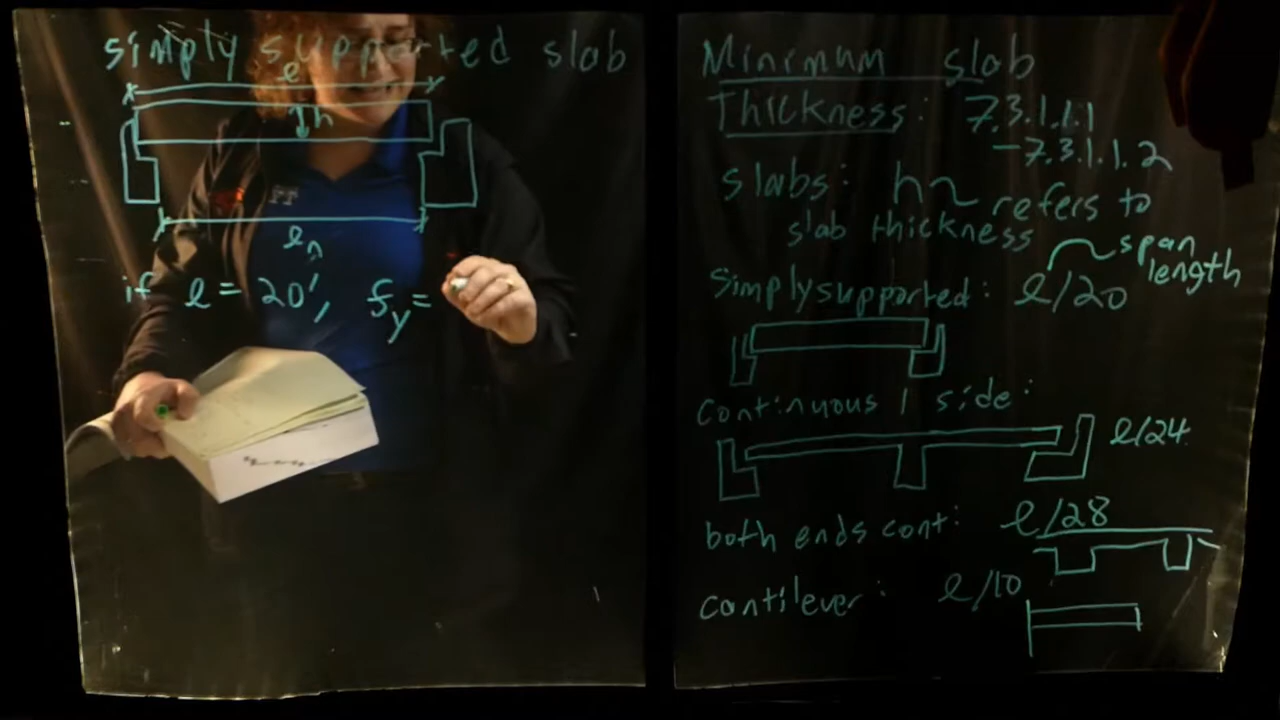 simply supported slab
l
h
ln
if l = 20', fy =
Minimum slab
Thickness: 7.3.1.1.1
-7.3.1.1.2
slabs: h~refers to
slab thickness
span
length
Simply supported: l/20
Continuous 1 side:
l/24
both ends cont: l/28
cantilever: l/10